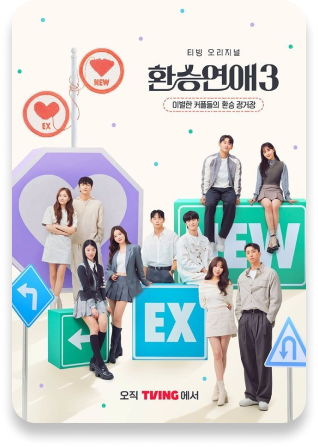 NEW
EX
티빙 오리지널
환승연애3
이별한 커플들의 환승 정거장
NEW
EX
오직 TVING에서